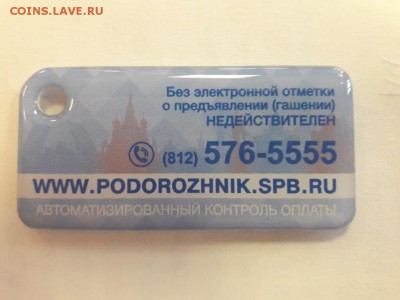 COINS.LAVE.RU
Без электронной отметки
о предъявлении (гашении)
НЕДЕЙСТВИТЕЛЕН
(812) 576-5555
WWW.PODOROZHNIK.SPB.RU
АВТОМАТИЗИРОВАННЫЙ КОНТРОЛЬ ОПЛАТЫ